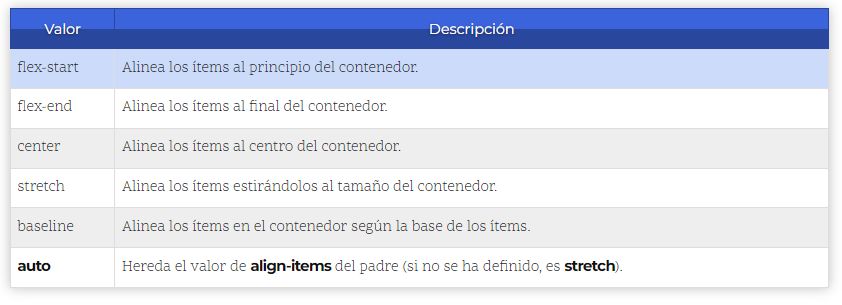 Valor Descripción
flex-start Alinea los ítems al principio del contenedor.
flex-end Alinea los ítems al final del contenedor.
center Alinea los ítems al centro del contenedor.
stretch Alinea los ítems estirándolos al tamaño del contenedor.
baseline Alinea los ítems en el contenedor según la base de los ítems.
auto Hereda el valor de align-items del padre (si no se ha definido, es stretch).